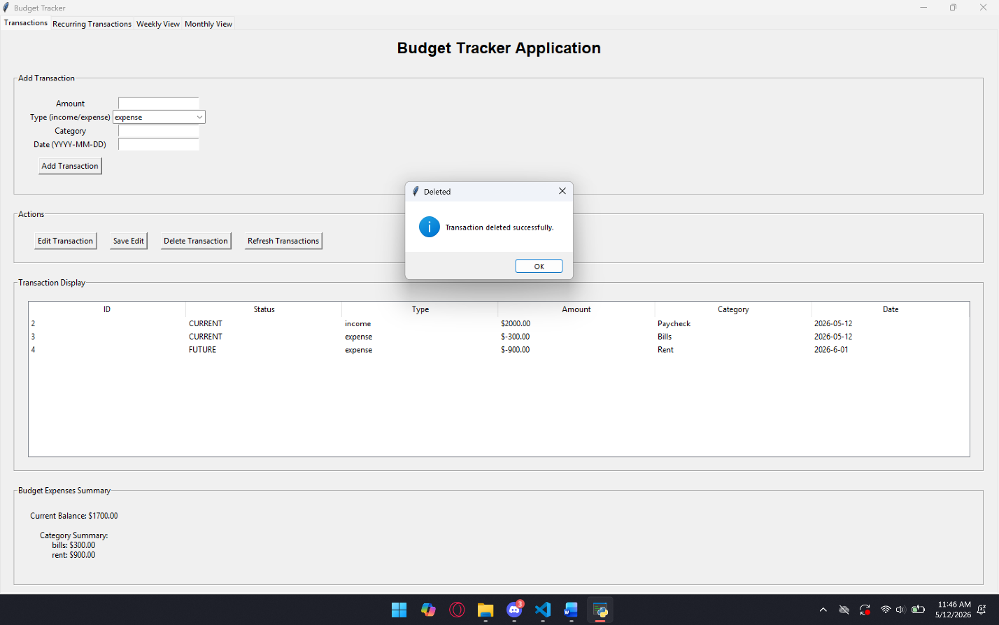 Budget Tracker
Transactions Recurring Transactions Weekly View Monthly View
Budget Tracker Application
Add Transaction
Amount
Type (income/expense) expense
Category
Date (YYYY-MM-DD)
Add Transaction
Deleted
Transaction deleted successfully.
OK
Actions
Edit Transaction Save Edit Delete Transaction Refresh Transactions
Transaction Display
ID Status Type Amount Category Date
2 CURRENT income $2000.00 Paycheck 2026-05-12
3 CURRENT expense $-300.00 Bills 2026-05-12
4 FUTURE expense $-900.00 Rent 2026-6-01
Budget Expenses Summary
Current Balance: $1700.00
Category Summary:
bills: $300.00
rent: $900.00
3
11:46 AM
5/12/2026